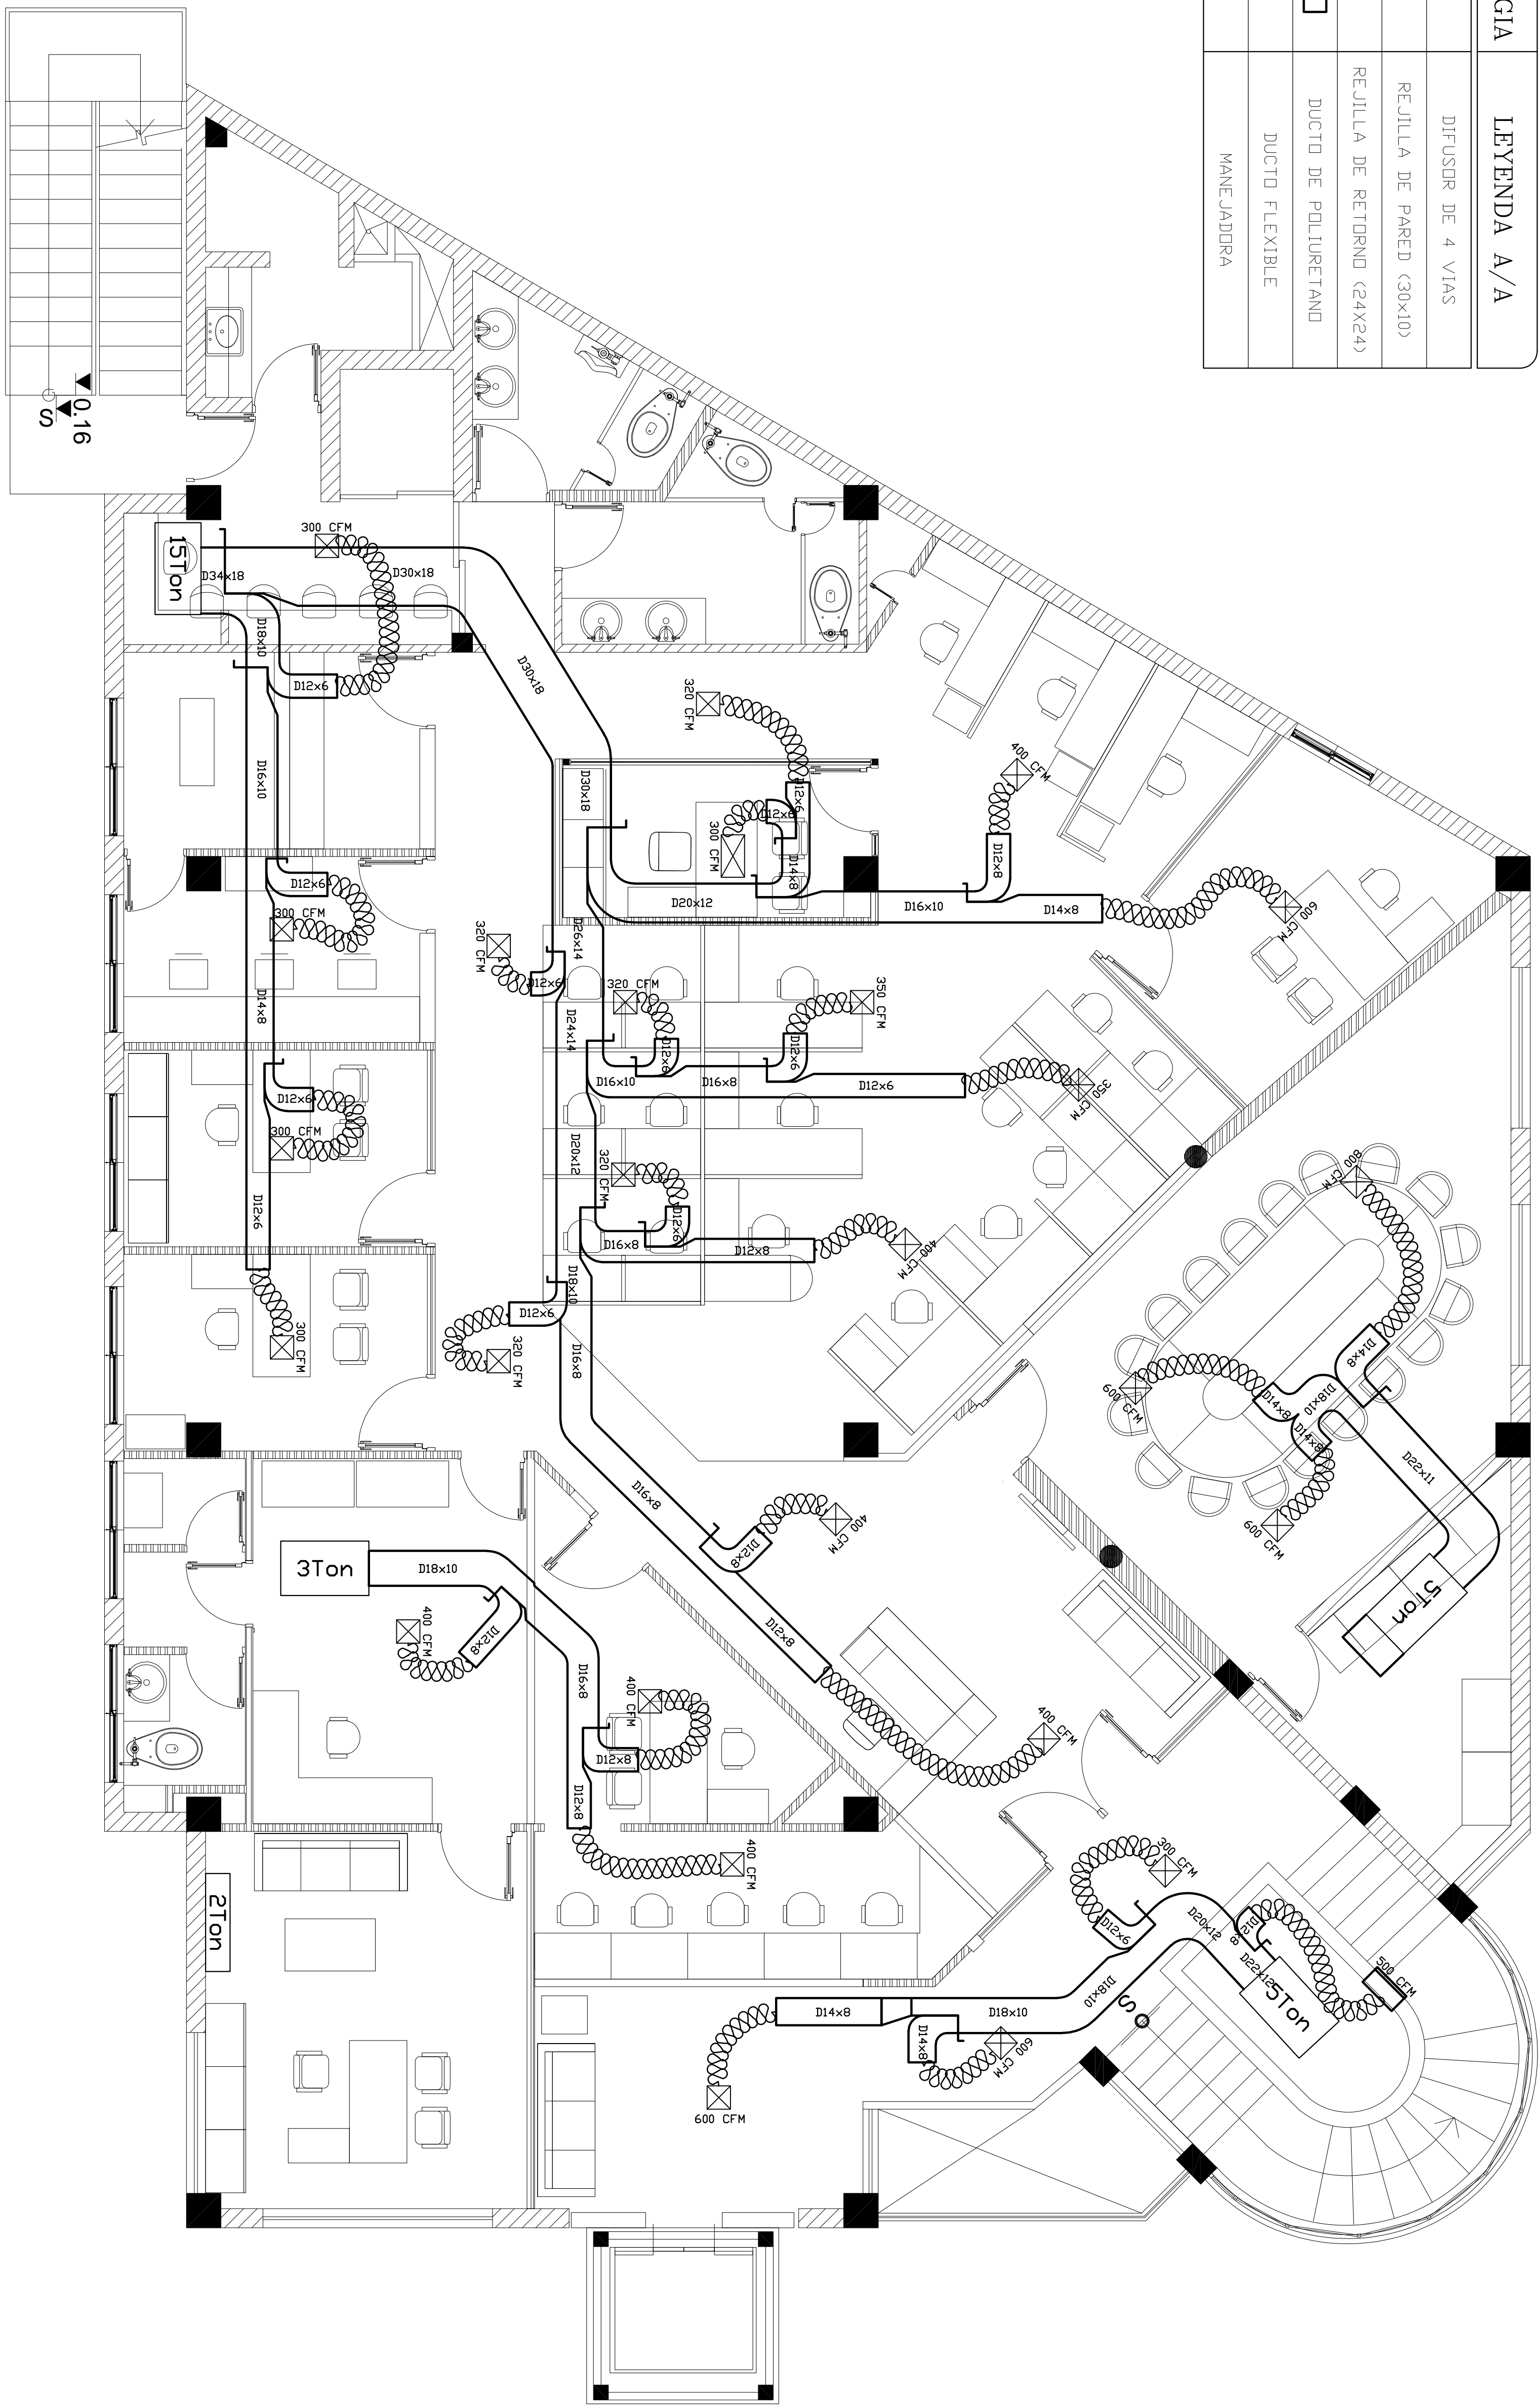 GIA
LEYENDA A/A
DIFUSOR DE 4 VIAS
REJILLA DE PARED (30x10)
REJILLA DE RETORNO (24X24)
DUCTO DE POLIURETANO
DUCTO FLEXIBLE
MANEJADORA
0.16
S
15Ton
D34x18
300 CFM
D30x18
D18x10
D12x6
D16x10
D30x18
320 CFM
D12x6
D12x6
300 CFM
D14x8
D30x18
D20x12
D16x10
400 CFM
D12x8
D14x8
600 CFM
D12x6
300 CFM
D14x8
320 CFM
D26x14
D12x6
320 CFM
D12x6
350 CFM
D12x6
D24x14
D16x10
D16x8
D12x6
350 CFM
D12x6
300 CFM
D12x6
300 CFM
D20x12
320 CFM
D12x6
D16x8
D12x8
400 CFM
D18x10
D12x6
320 CFM
D16x8
800 CFM
D14x8
D18x10
D14x8
600 CFM
D14x8
D22x11
600 CFM
5Ton
D16x8
D12x8
400 CFM
D12x8
400 CFM
3Ton
D18x10
D12x8
400 CFM
D16x8
400 CFM
D12x8
D12x8
400 CFM
2Ton
300 CFM
D12x6
D20x12
D12x8
D22x12
500 CFM
5Ton
D18x10
S
D18x10
D14x8
D14x8
600 CFM
600 CFM